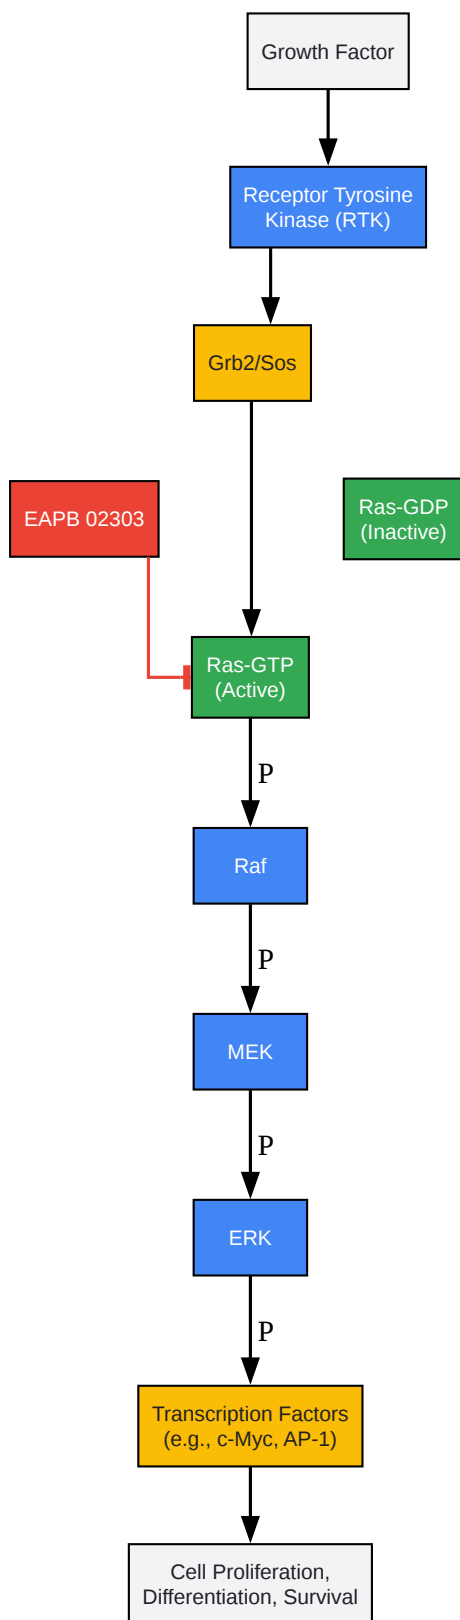 Growth Factor
Receptor Tyrosine
Kinase (RTK)
Grb2/Sos
EAPB 02303
Ras-GDP
(Inactive)
Ras-GTP
(Active)
P
Raf
P
MEK
P
ERK
P
Transcription Factors
(e.g., c-Myc, AP-1)
Cell Proliferation,
Differentiation, Survival